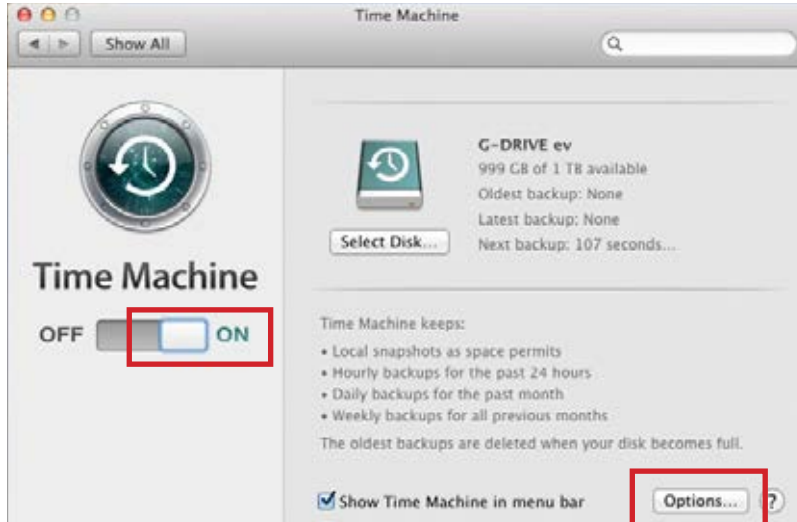 Time Machine
Show All
G-DRIVE ev
999 GB of 1 TB available
Oldest backup: None
Latest backup: None
Select Disk...
Next backup: 107 seconds...
Time Machine
OFF
ON
Time Machine keeps:
• Local snapshots as space permits
• Hourly backups for the past 24 hours
• Daily backups for the past month
• Weekly backups for all previous months
The oldest backups are deleted when your disk becomes full.
Show Time Machine in menu bar
Options...
?